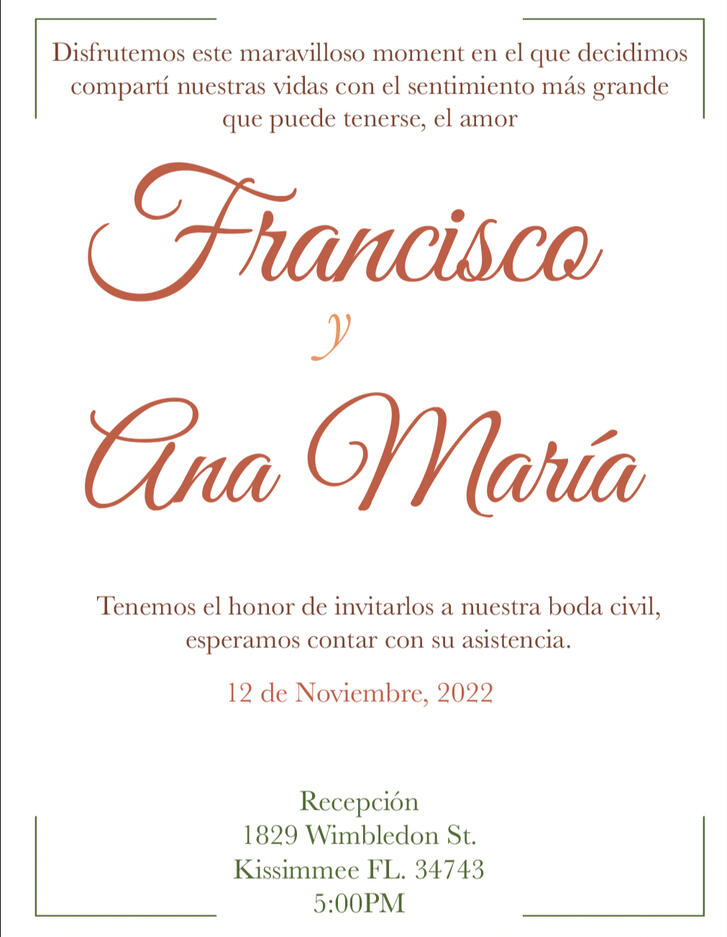 Disfrutemos este maravilloso moment en el que decidimos
compartí nuestras vidas con el sentimiento más grande
que puede tenerse, el amor
Francisco
y
Ana María
Tenemos el honor de invitarlos a nuestra boda civil,
esperamos contar con su asistencia.
12 de Noviembre, 2022
Recepción
1829 Wimbledon St.
Kissimmee FL. 34743
5:00PM